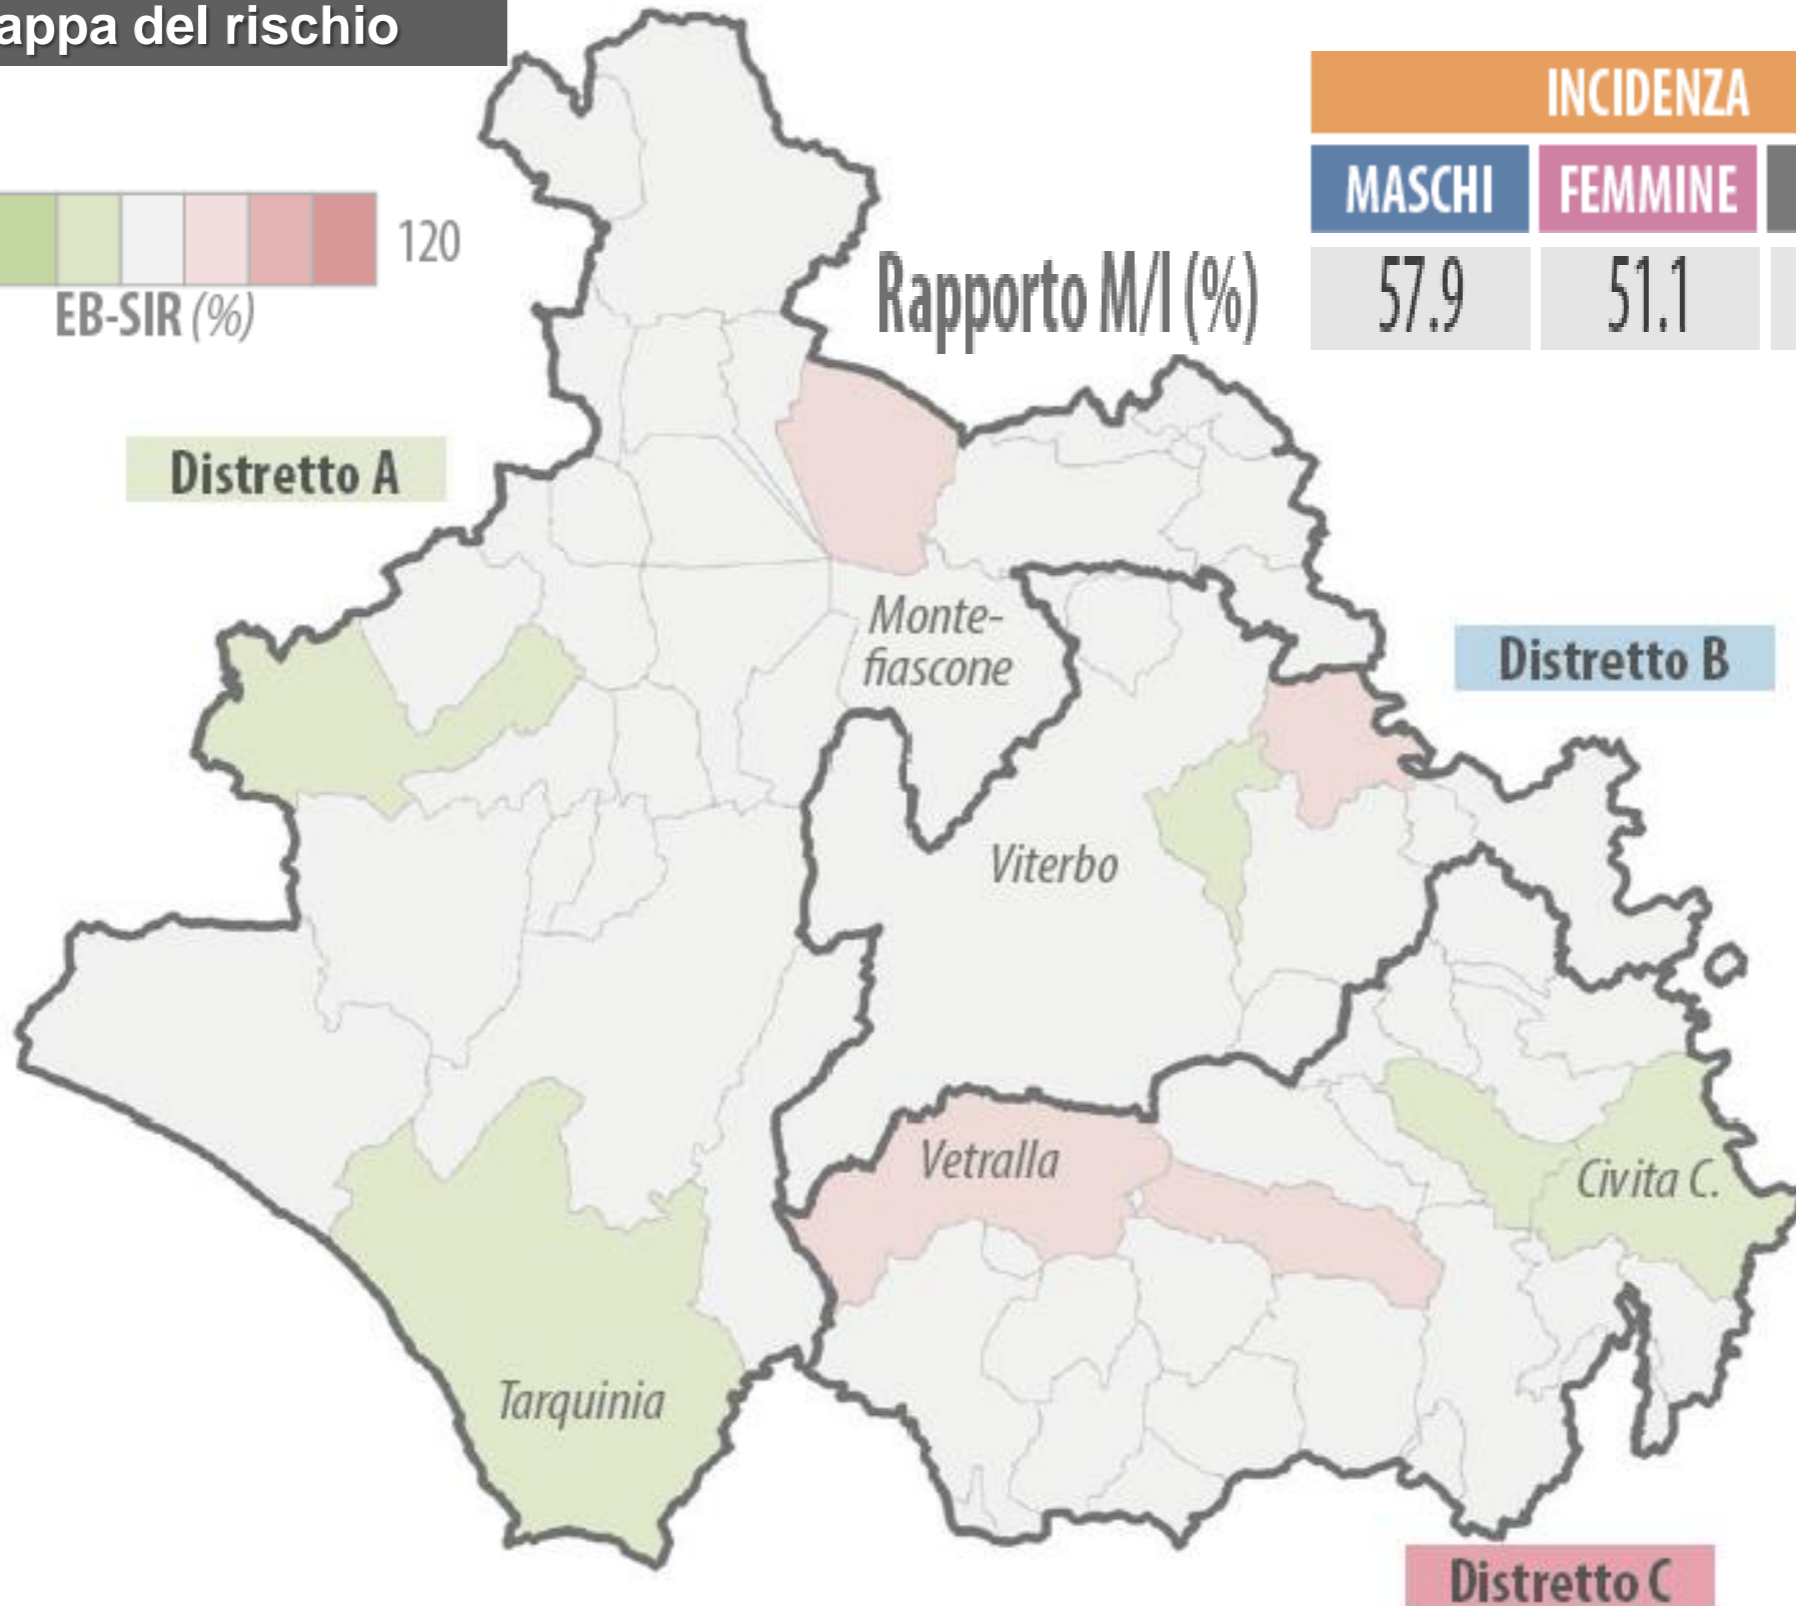 appa del rischio
INCIDENZA
MASCHI FEMMINE
120
EB-SIR (%)
Rapporto M/I (%) 57.9 51.1
Distretto A
Monte-
fiascone
Distretto B
Viterbo
Vetralla
Civita C.
Tarquinia
Distretto C